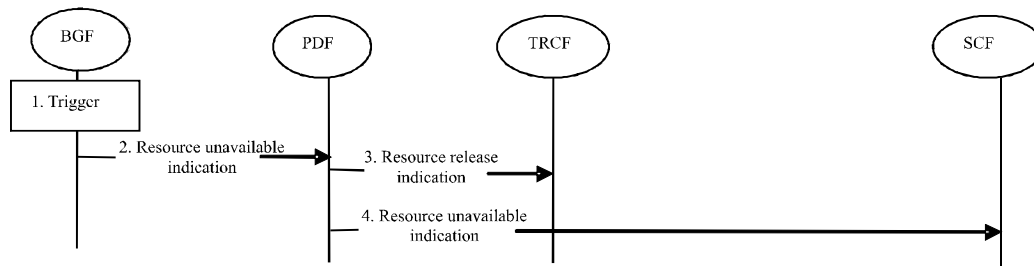 BGF
PDF
TRCF
SCF
1. Trigger
2. Resource unavailable
indication
3. Resource release
indication
4. Resource unavailable
indication